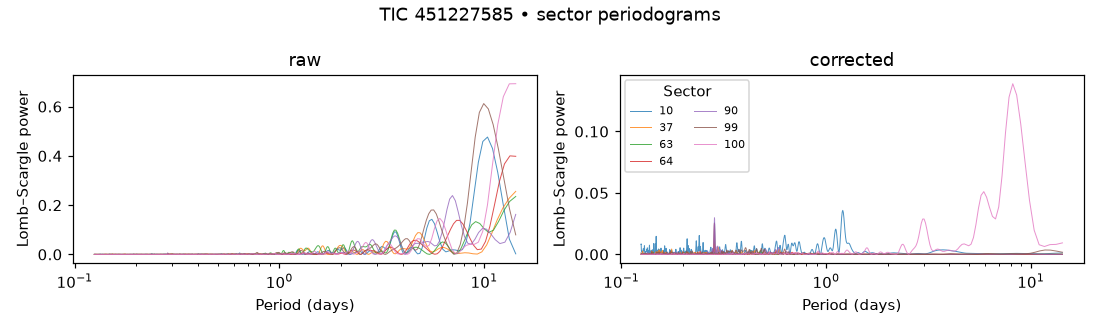 TIC 451227585 • sector periodograms
raw
Lomb–Scargle power
0.6
0.4
0.2
0.0
10⁻¹ 10⁰ 10¹
Period (days)
corrected
Lomb–Scargle power
0.10
0.05
0.00
10⁻¹ 10⁰ 10¹
Period (days)
Sector
10 90
37 99
63 100
64